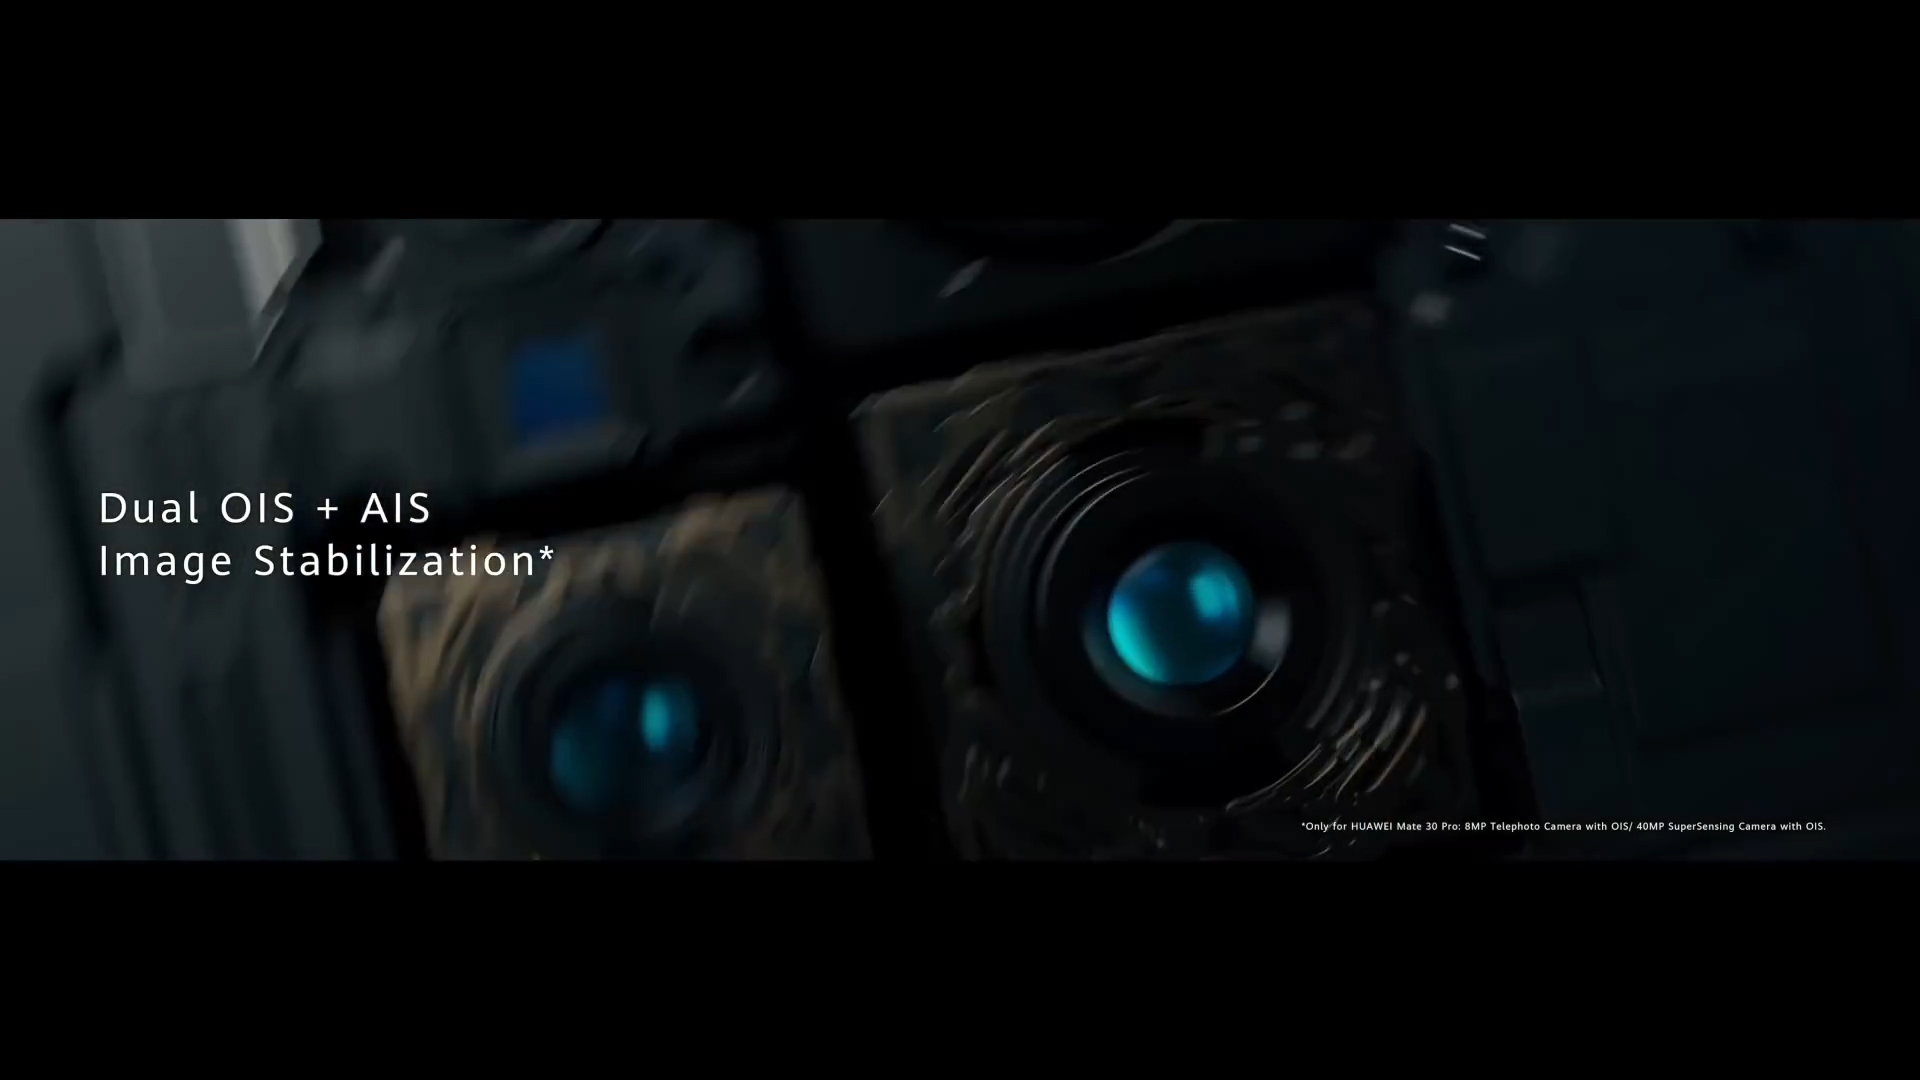 Dual OIS + AIS
Image Stabilization*
*Only for HUAWEI Mate 30 Pro: 8MP Telephoto Camera with OIS/ 40MP SuperSensing Camera with OIS.